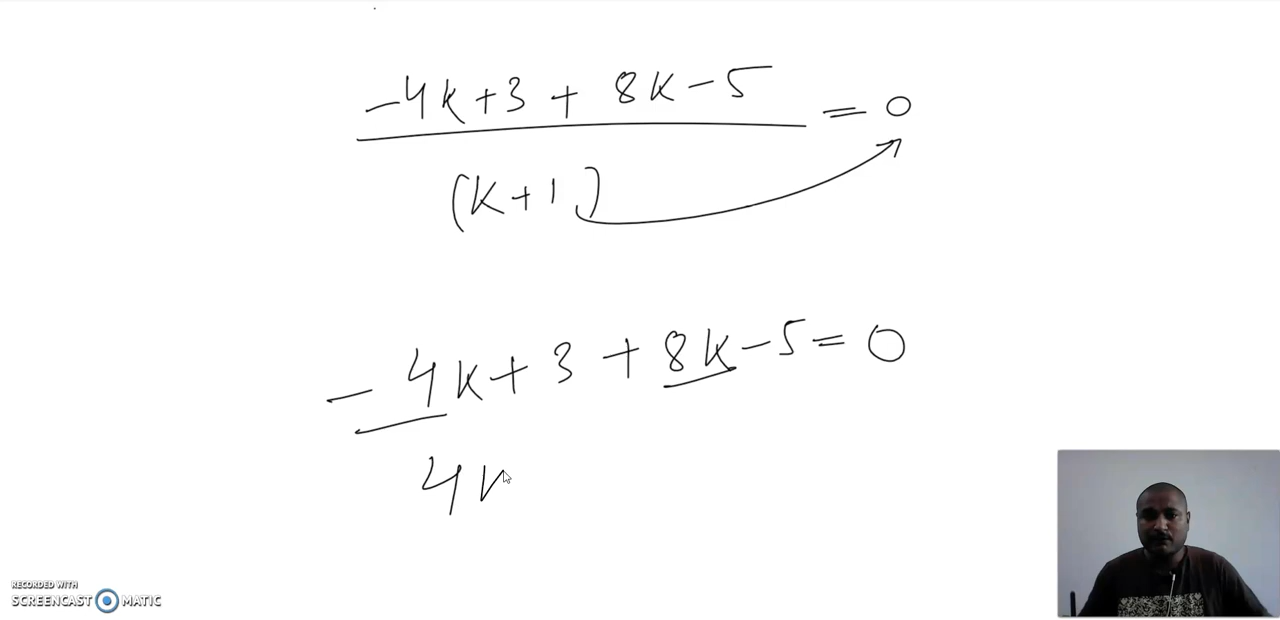 -4k+3 + 8k-5 = 0
(k+1)
-4k+3+8k-5=0
4k
RECORDED WITH
SCREENCAST MATIC